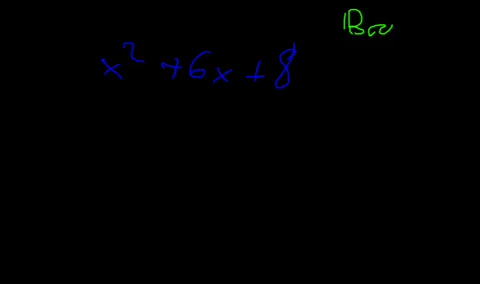 x² + 6x + 8